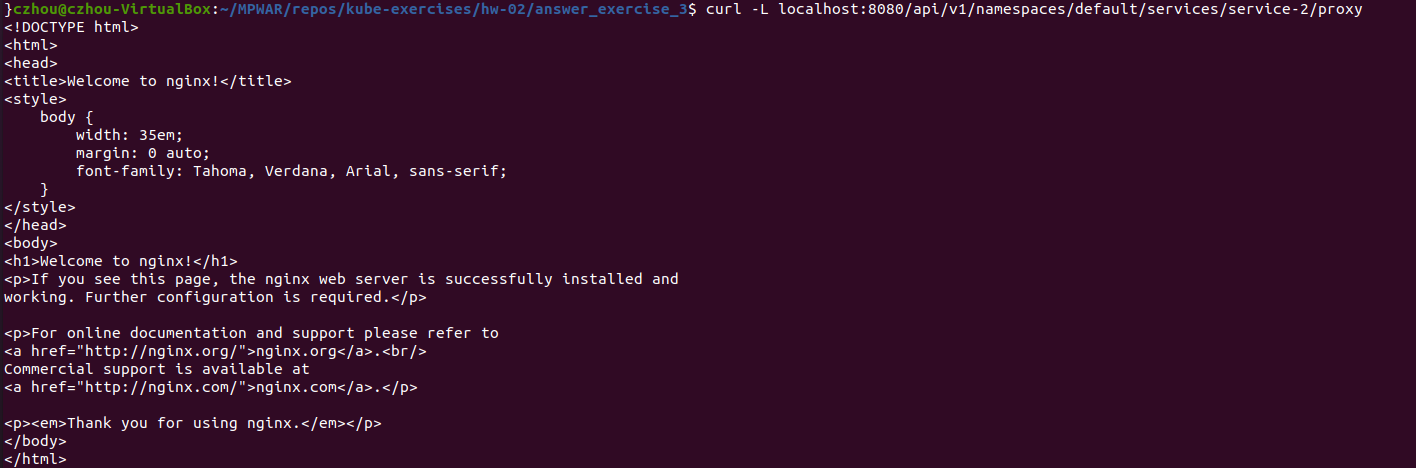 }czhou@czhou-VirtualBox:~/MPWAR/repos/kube-exercises/hw-02/answer_exercise_3$ curl -L localhost:8080/api/v1/namespaces/default/services/service-2/proxy
<!DOCTYPE html>
<html>
<head>
<title>Welcome to nginx!</title>
<style>
    body {
        width: 35em;
        margin: 0 auto;
        font-family: Tahoma, Verdana, Arial, sans-serif;
    }
</style>
</head>
<body>
<h1>Welcome to nginx!</h1>
<p>If you see this page, the nginx web server is successfully installed and
working. Further configuration is required.</p>

<p>For online documentation and support please refer to
<a href="http://nginx.org/">nginx.org</a>.<br/>
Commercial support is available at
<a href="http://nginx.com/">nginx.com</a>.</p>

<p><em>Thank you for using nginx.</em></p>
</body>
</html>